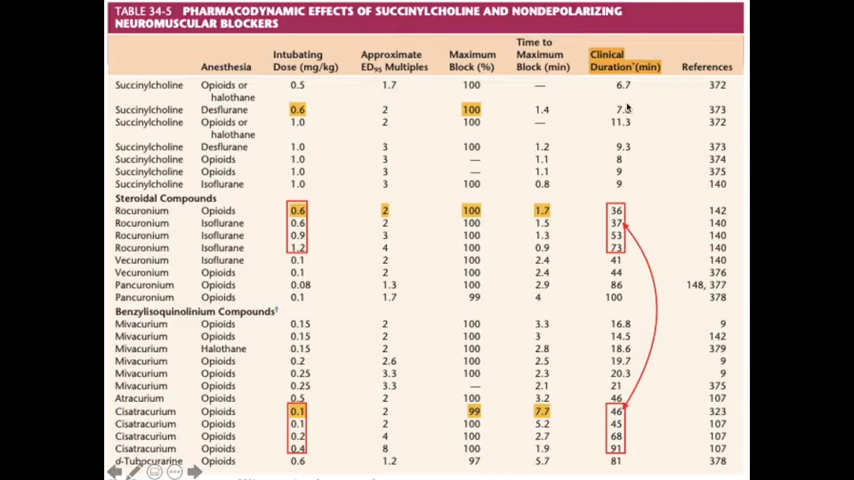 TABLE 34-5 PHARMACODYNAMIC EFFECTS OF SUCCINYLCHOLINE AND NONDEPOLARIZING
NEUROMUSCULAR BLOCKERS
Anesthesia Intubating Dose (mg/kg) Approximate ED95 Multiples Maximum Block (%) Time to Maximum Block (min) Clinical Duration*(min) References
Succinylcholine Opioids or halothane 0.5 1.7 100 — 6.7 372
Succinylcholine Desflurane 0.6 2 100 1.4 373
Succinylcholine Opioids or halothane 1.0 2 100 — 11.3 372
Succinylcholine Desflurane 1.0 3 100 1.2 9.3 373
Succinylcholine Opioids 1.0 3 — 1.1 8 374
Succinylcholine Opioids 1.0 3 — 1.1 9 375
Succinylcholine Isoflurane 1.0 3 100 0.8 9 140
Steroidal Compounds
Rocuronium Opioids 0.6 2 100 1.7 36 142
Rocuronium Isoflurane 0.6 2 100 1.5 37 140
Rocuronium Isoflurane 0.9 3 100 1.3 53 140
Rocuronium Isoflurane 1.2 4 100 0.9 73 140
Vecuronium Isoflurane 0.1 2 100 2.4 41 140
Vecuronium Opioids 0.1 2 100 2.4 44 376
Pancuronium Opioids 0.08 1.3 100 2.9 86 148, 377
Pancuronium Opioids 0.1 1.7 99 4 100 378
Benzylisoquinolinium Compounds†
Mivacurium Opioids 0.15 2 100 3.3 16.8 9
Mivacurium Opioids 0.15 2 100 3 14.5 142
Mivacurium Halothane 0.15 2 100 2.8 18.6 379
Mivacurium Opioids 0.2 2.6 100 2.5 19.7 9
Mivacurium Opioids 0.25 3.3 100 2.3 20.3 9
Mivacurium Opioids 0.25 3.3 — 2.1 21 375
Atracurium Opioids 0.5 2 100 3.2 46 107
Cisatracurium Opioids 0.1 2 99 7.7 46 323
Cisatracurium Opioids 0.1 2 100 5.2 45 107
Cisatracurium Opioids 0.2 4 100 2.7 68 107
Cisatracurium Opioids 0.4 8 100 1.9 91 107
d-Tubocurarine Opioids 0.6 1.2 97 5.7 81 378